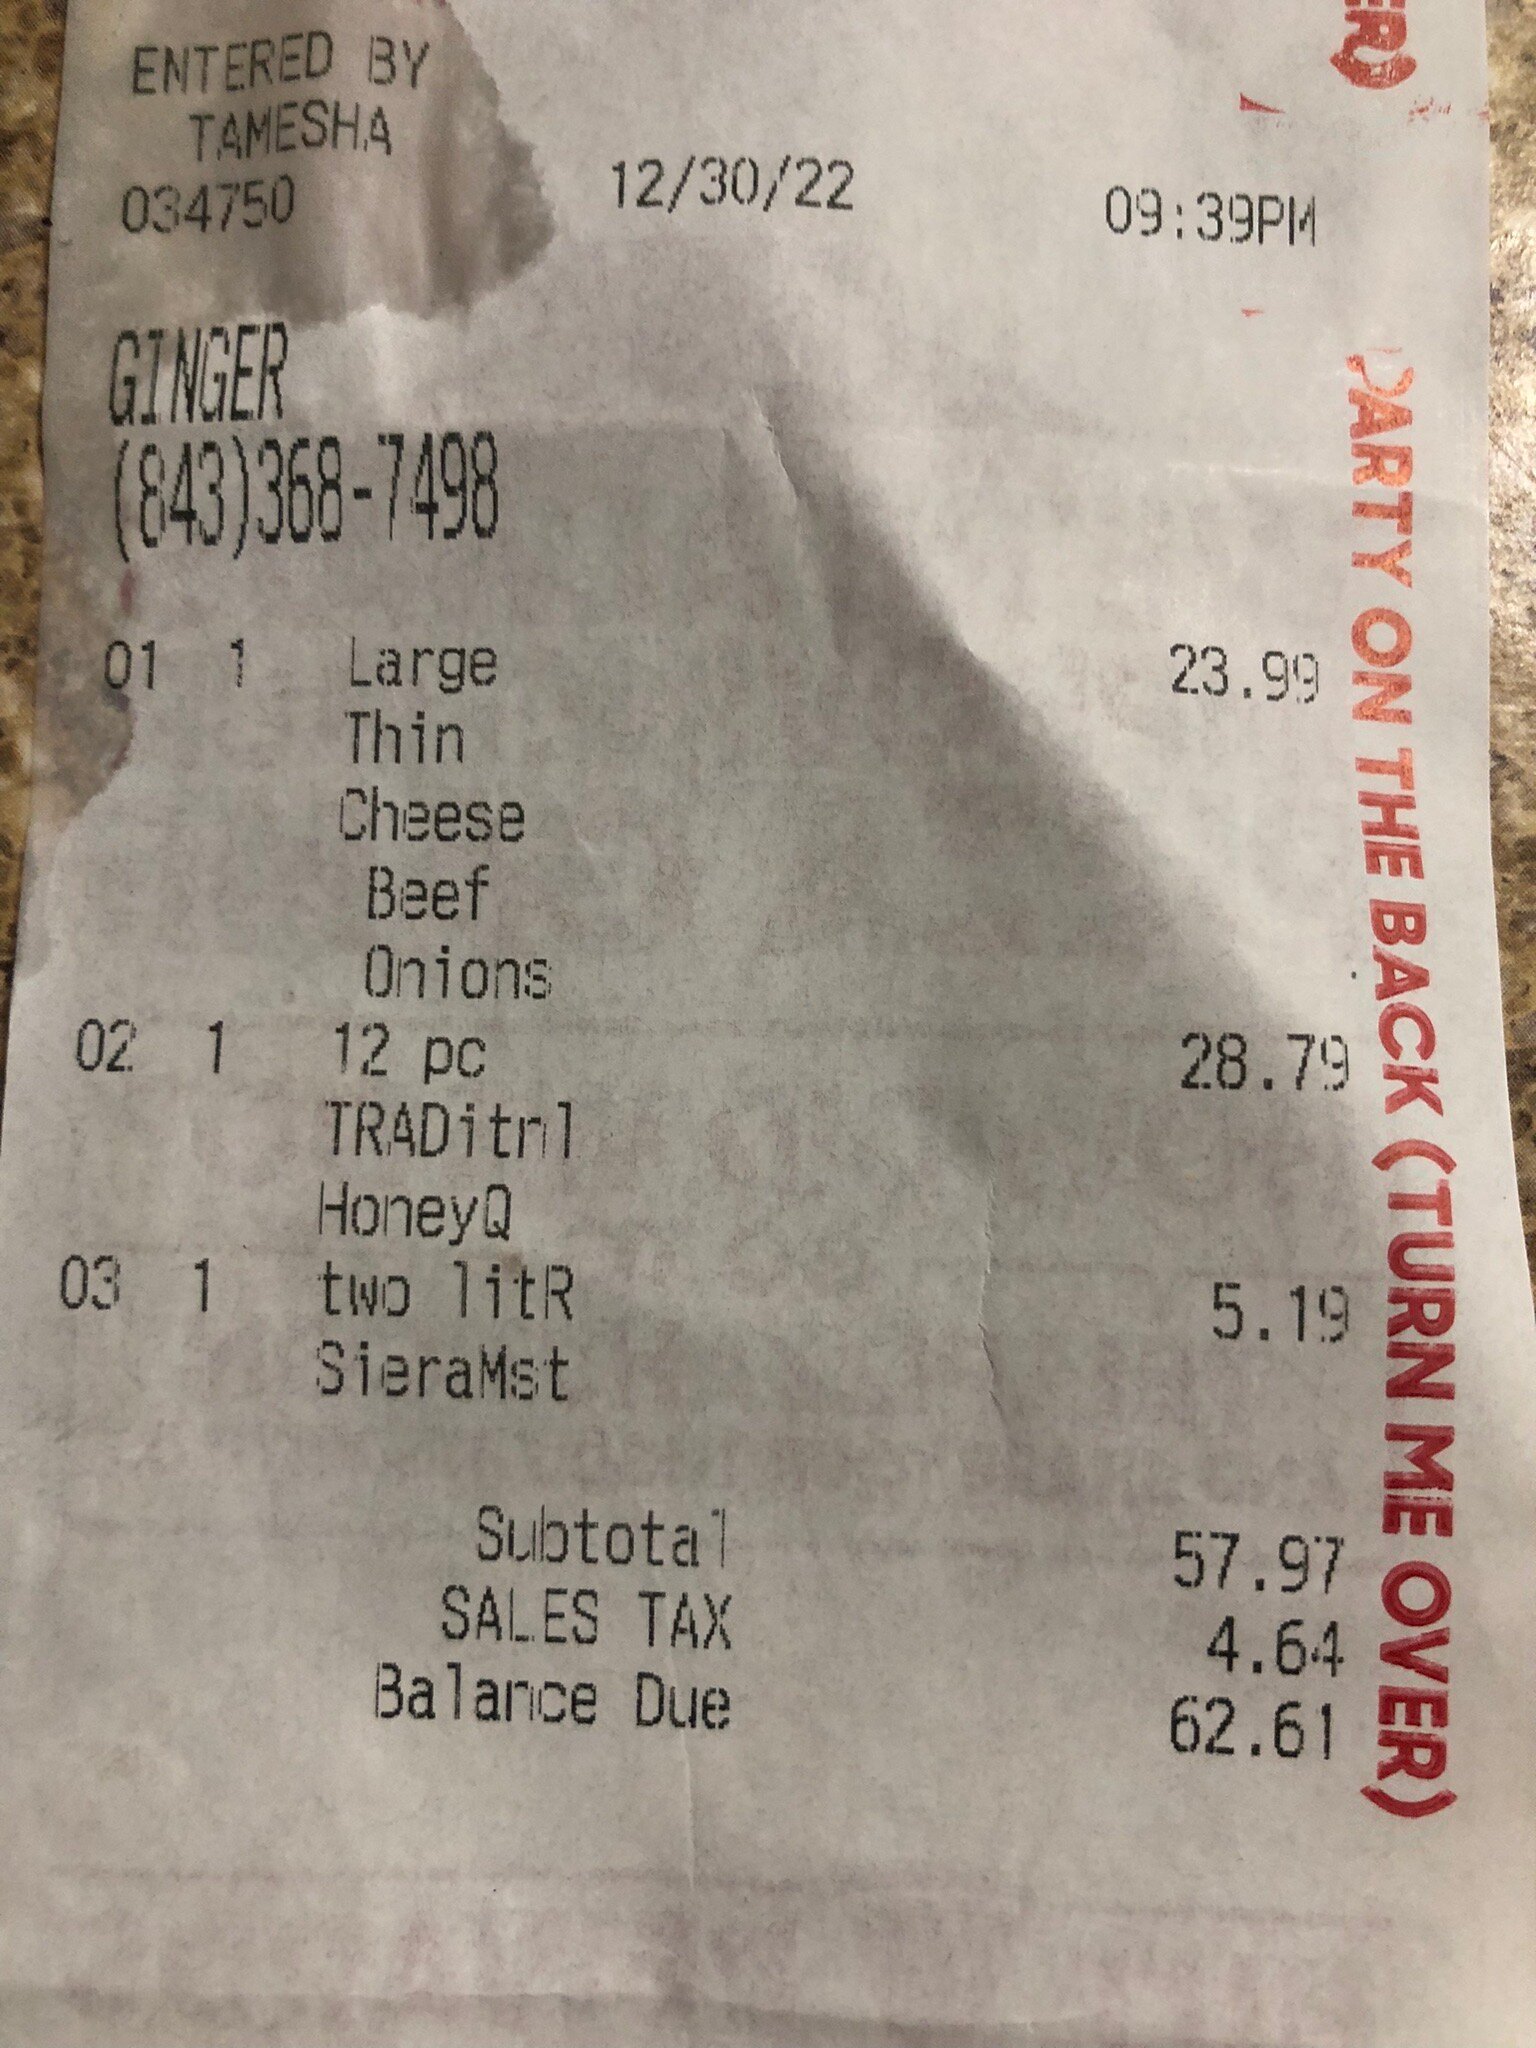 ENTERED BY
TAMESHA
034750 12/30/22 09:39PM
GINGER
(843)368-7498
01 1 Large 23.99
Thin
Cheese
Beef
Onions
02 1 12 pc 28.79
TRADitnl
HoneyQ
03 1 two litR 5.19
SieraMst
Subtotal 57.97
SALES TAX 4.64
Balance Due 62.61
ER)
PARTY ON THE BACK (TURN ME OVER)